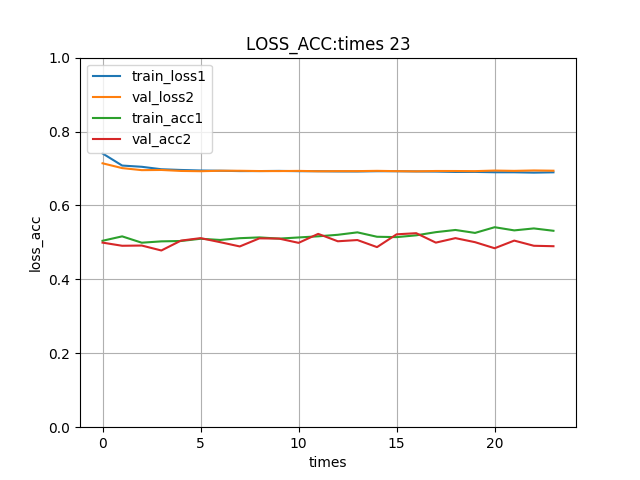 LOSS_ACC:times 23
train_loss1
val_loss2
train_acc1
val_acc2
loss_acc
1.0
0.8
0.6
0.4
0.2
0.0
0 5 10 15 20
times